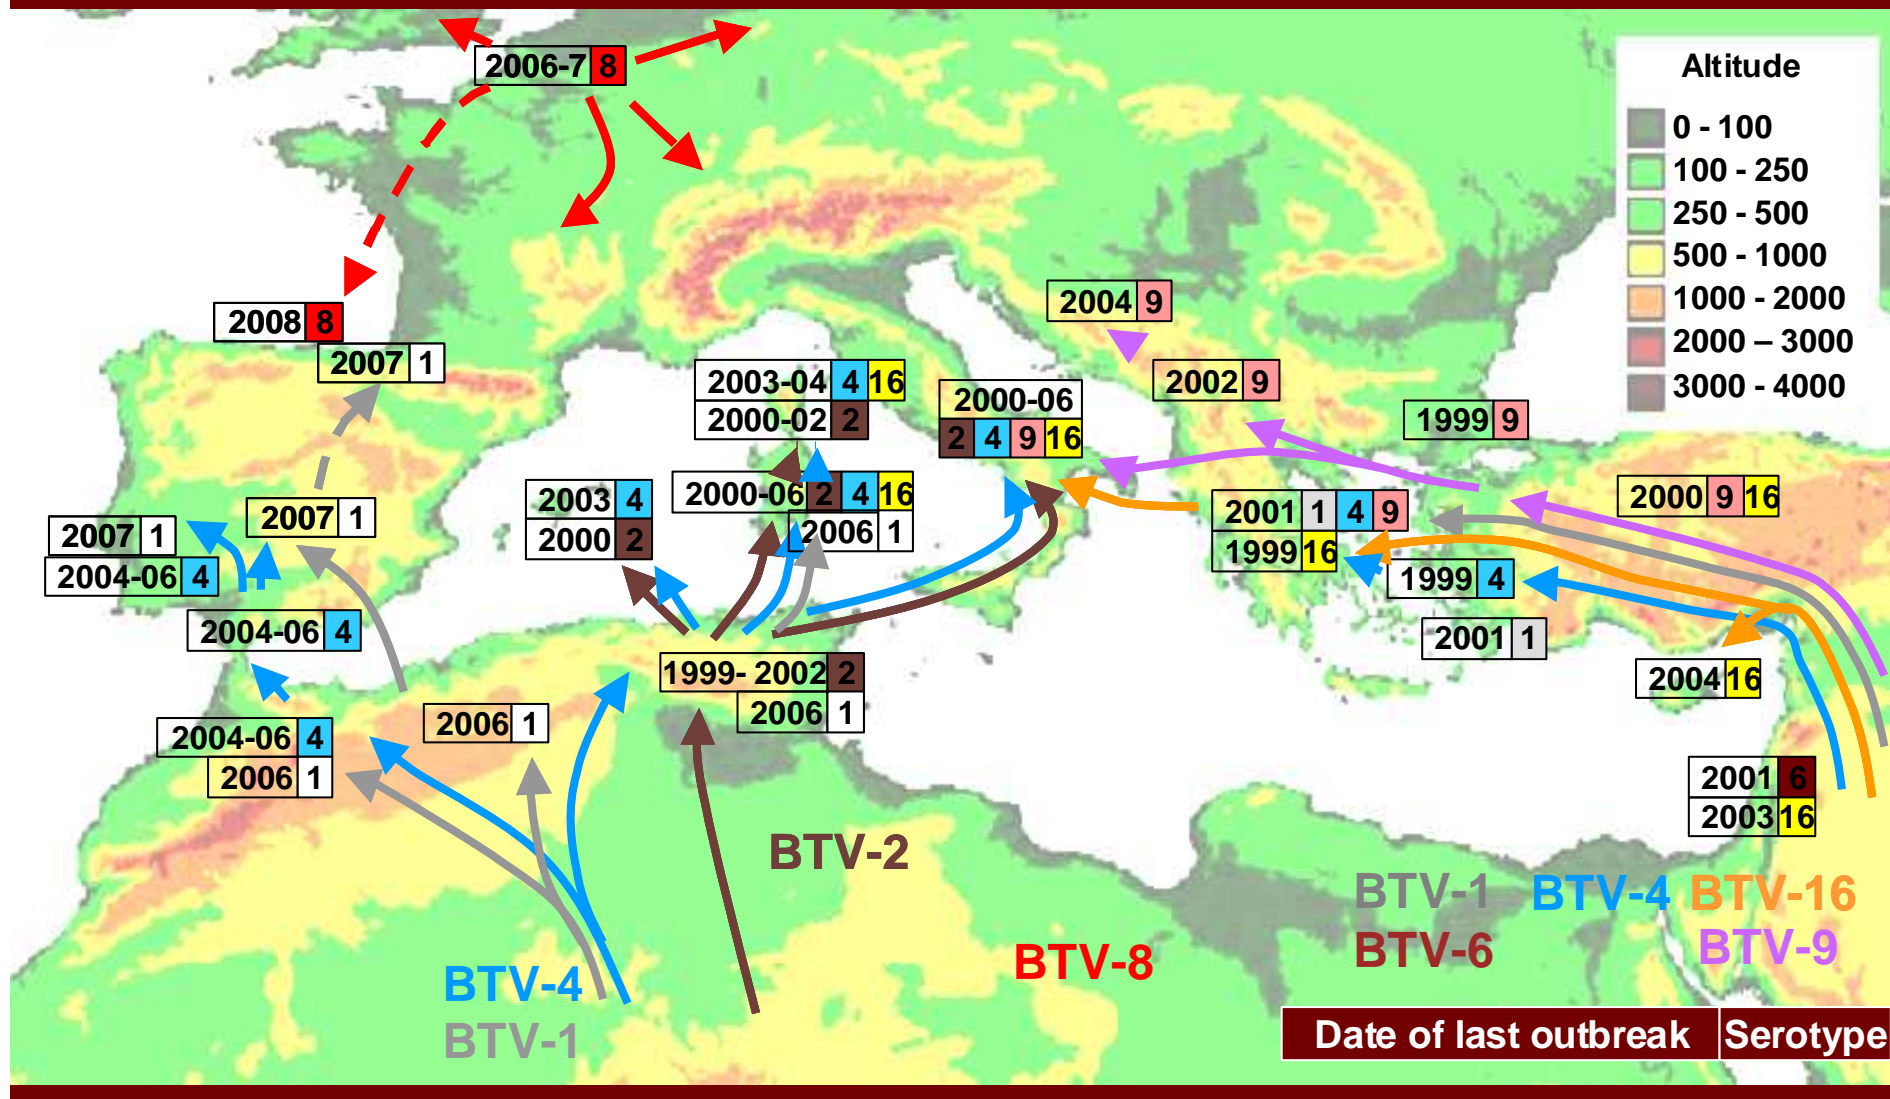 2006-7 8
Altitude
0 - 100
100 - 250
250 - 500
500 - 1000
1000 - 2000
2000 – 3000
3000 - 4000
2008 8
2007 1
2004 9
2002 9
1999 9
2003-04 4 16
2000-02 2
2000-06
2 4 9 16
2003 4
2000 2
2000-06 2 4 16
2006 1
2007 1
2007 1
2004-06 4
2004-06 4
2001 1 4 9
1999 16
2000 9 16
1999 4
2001 1
2004 16
1999- 2002 2
2006 1
2004-06 4
2006 1
2006 1
2001 6
2003 16
BTV-2
BTV-1 BTV-4 BTV-16
BTV-6 BTV-9
BTV-8
BTV-4
BTV-1
Date of last outbreak Serotype